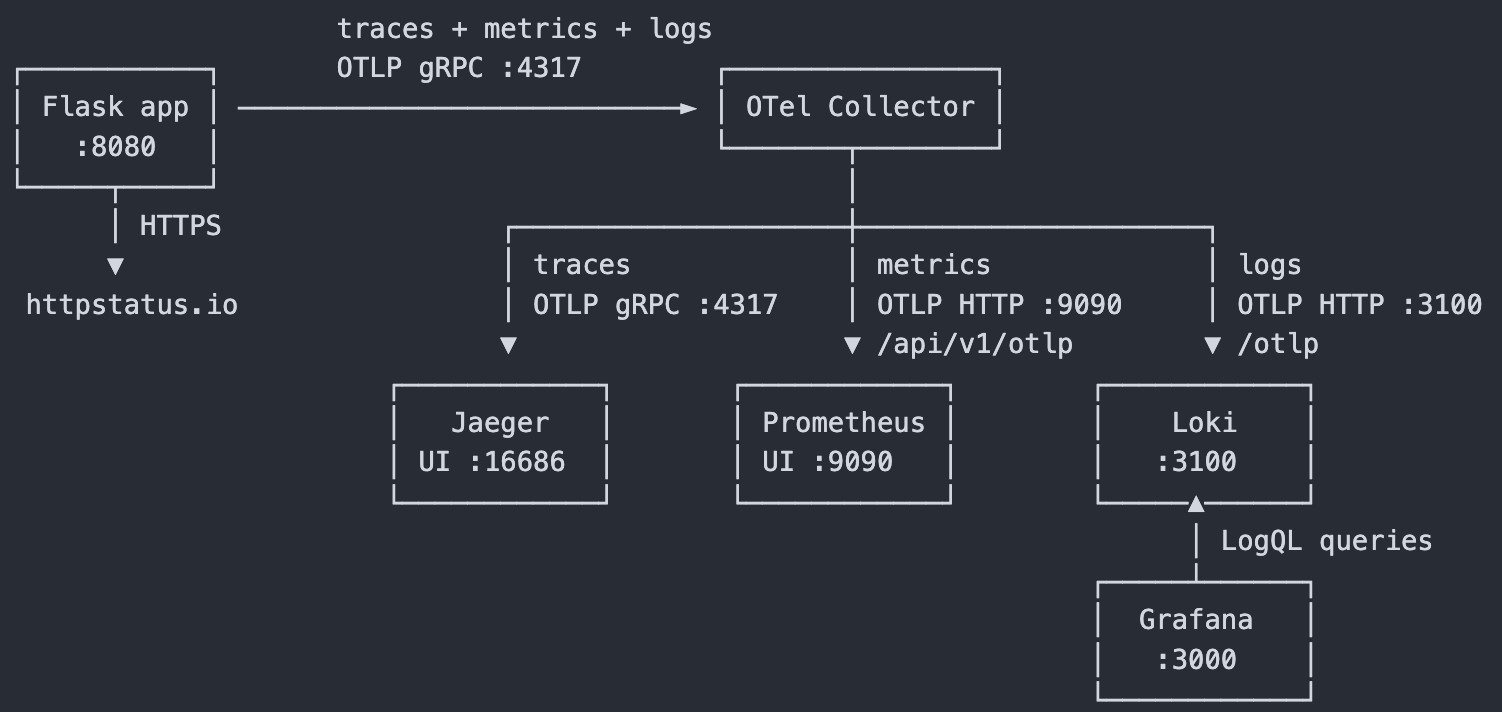 traces + metrics + logs
OTLP gRPC :4317
Flask app
:8080
OTel Collector
HTTPS
httpstatus.io
traces
OTLP gRPC :4317
metrics
OTLP HTTP :9090
/api/v1/otlp
logs
OTLP HTTP :3100
/otlp
Jaeger
UI :16686
Prometheus
UI :9090
Loki
:3100
LogQL queries
Grafana
:3000